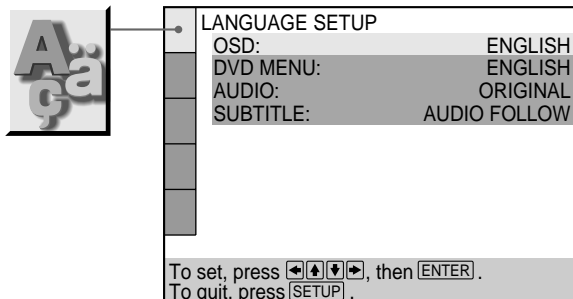 Aäç
LANGUAGE SETUP
OSD: ENGLISH
DVD MENU: ENGLISH
AUDIO: ORIGINAL
SUBTITLE: AUDIO FOLLOW
To set, press ←↑↓→, then ENTER.
To quit, press SETUP.